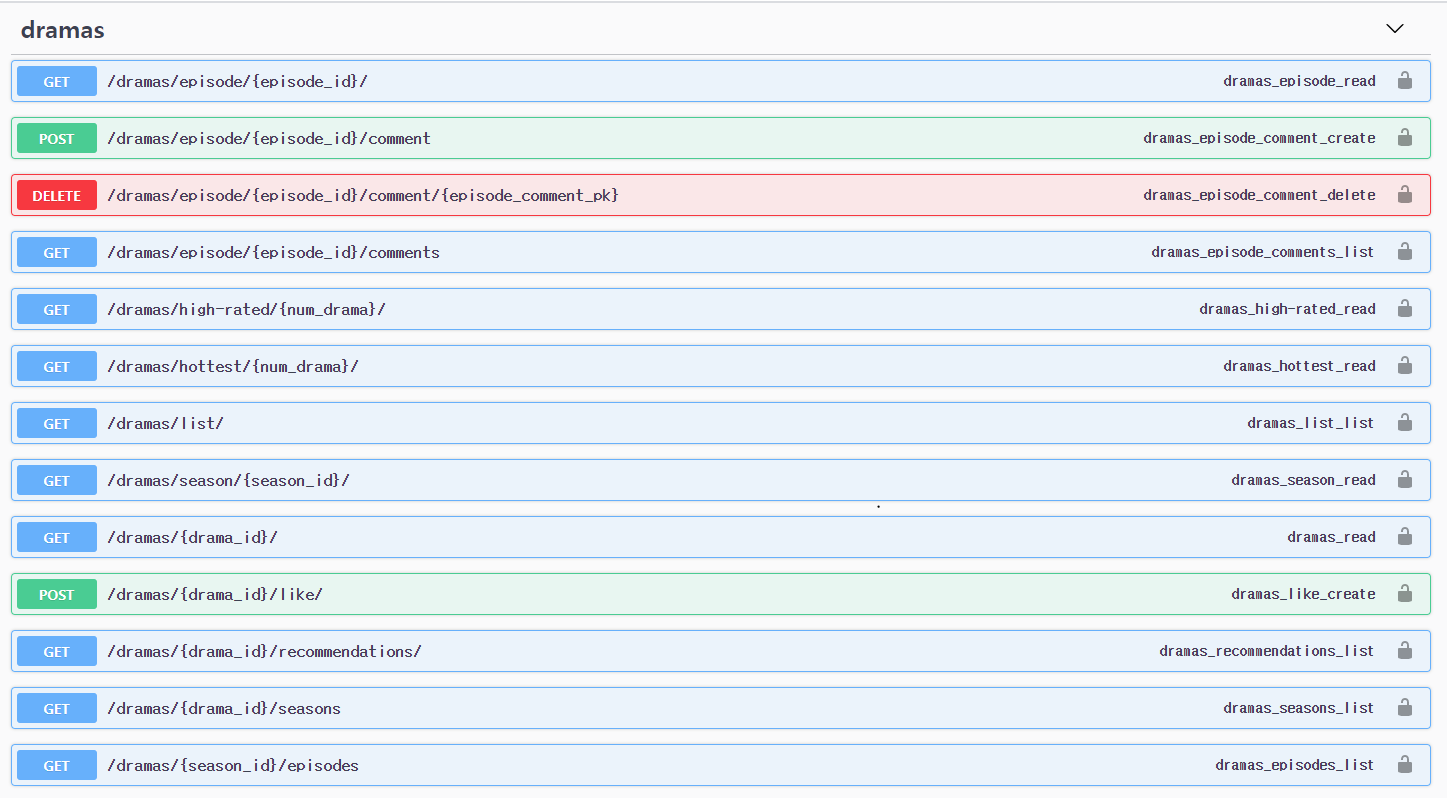 dramas
GET /dramas/episode/{episode_id}/ dramas_episode_read
POST /dramas/episode/{episode_id}/comment dramas_episode_comment_create
DELETE /dramas/episode/{episode_id}/comment/{episode_comment_pk} dramas_episode_comment_delete
GET /dramas/episode/{episode_id}/comments dramas_episode_comments_list
GET /dramas/high-rated/{num_drama}/ dramas_high-rated_read
GET /dramas/hottest/{num_drama}/ dramas_hottest_read
GET /dramas/list/ dramas_list_list
GET /dramas/season/{season_id}/ dramas_season_read
GET /dramas/{drama_id}/ dramas_read
POST /dramas/{drama_id}/like/ dramas_like_create
GET /dramas/{drama_id}/recommendations/ dramas_recommendations_list
GET /dramas/{drama_id}/seasons dramas_seasons_list
GET /dramas/{season_id}/episodes dramas_episodes_list